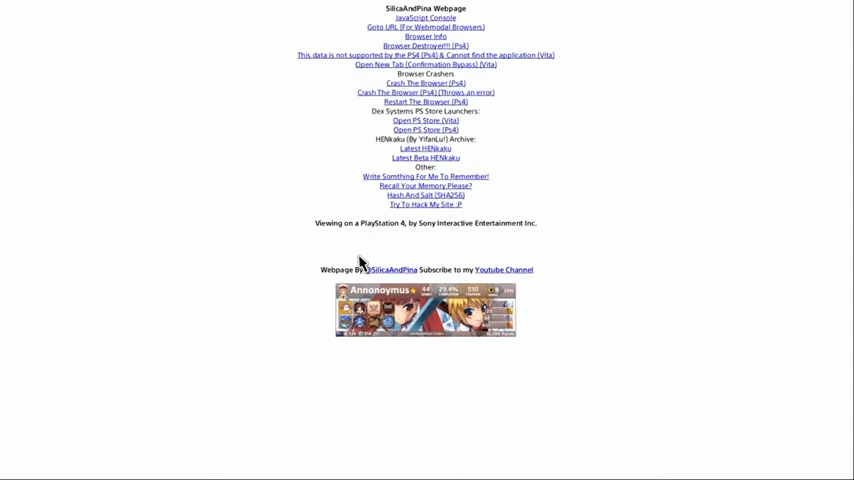 SilicaAndPina Webpage
JavaScript Console
Goto URL (For Webmodal Browsers)
Browser Info
Browser Destroyer!!! (Ps4)
This data is not supported by the PS4 (Ps4) & Cannot find the application (Vita)
Open New Tab (Confirmation Bypass) (Vita)
Browser Crashers
Crash The Browser (Ps4)
Crash The Browser (Ps4) (Throws an error)
Restart The Browser (Ps4)
Dex Systems PS Store Launchers:
Open PS Store (Vita)
Open PS Store (Ps4)
HENkaku (By YifanLu!) Archive:
Latest HENkaku
Latest Beta HENkaku
Other:
Write Somthing For Me To Remember!
Recall Your Memory Please?
Hash And Salt (SHA256)
Try To Hack My Site :P
Viewing on a PlayStation 4, by Sony Interactive Entertainment Inc.
Webpage By @SilicaAndPina Subscribe to my Youtube Channel
Annonoymus 44 29.4% 510 9